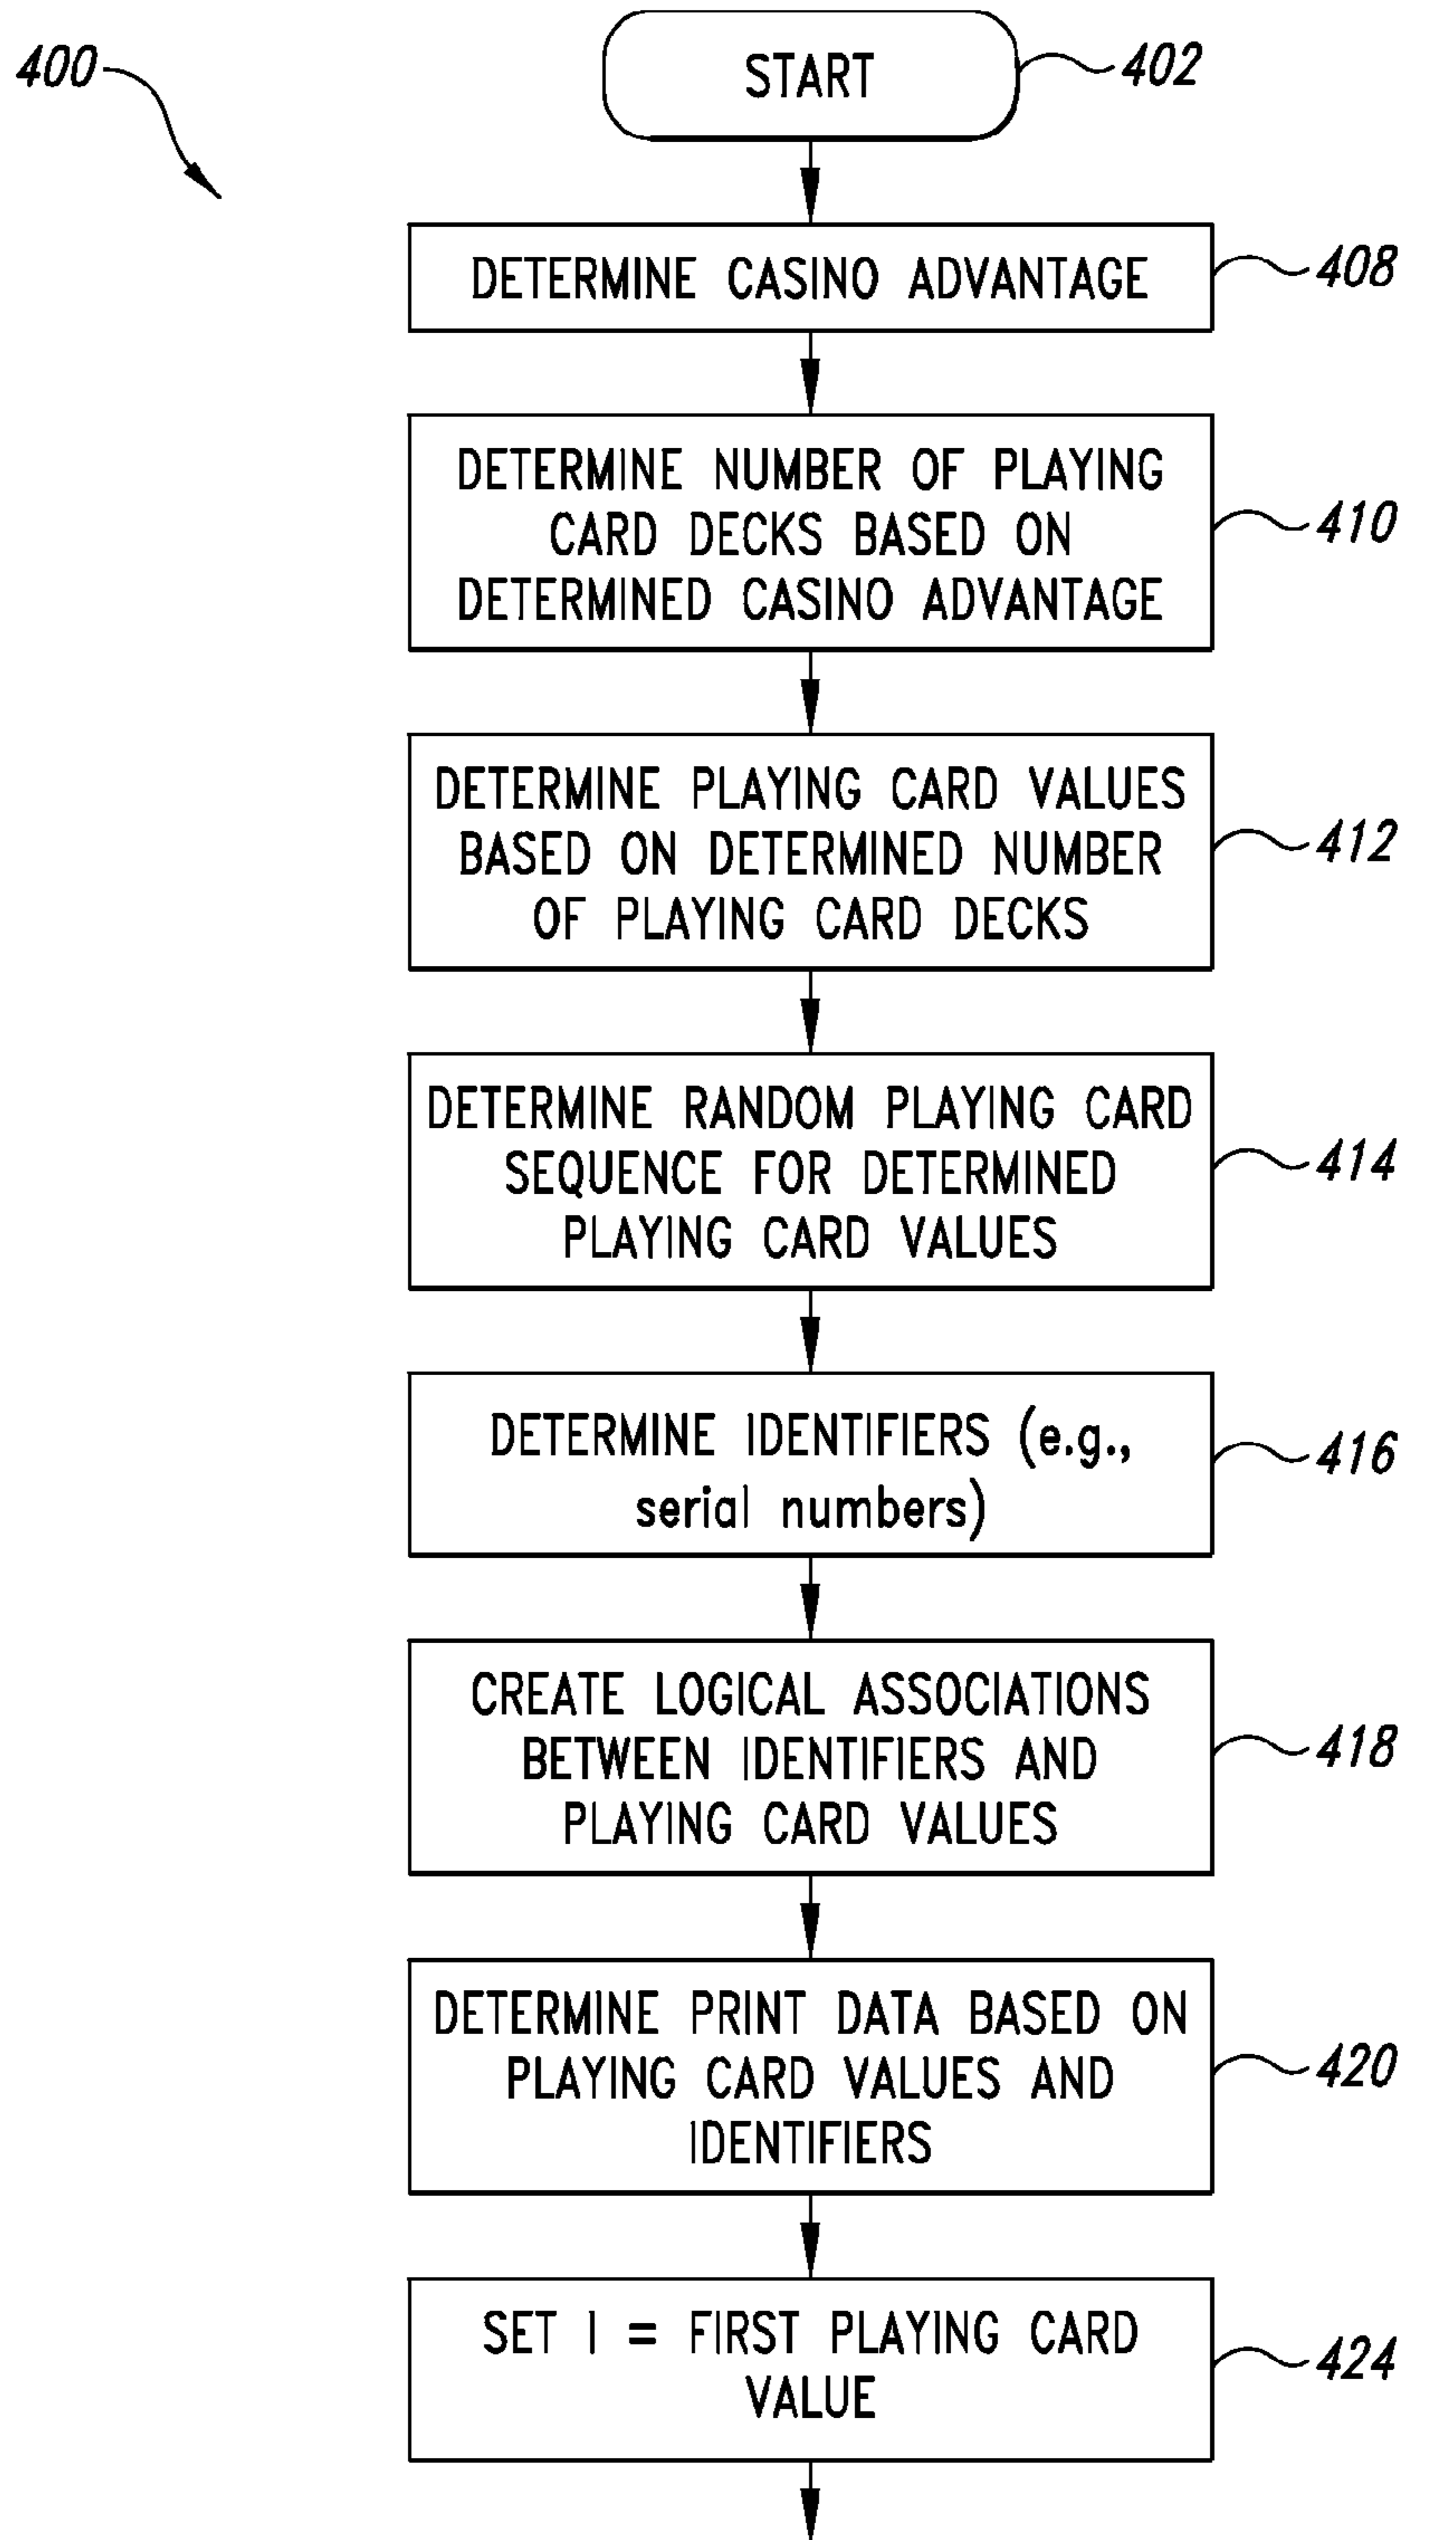 400
START
402
DETERMINE CASINO ADVANTAGE
408
DETERMINE NUMBER OF PLAYING
CARD DECKS BASED ON
DETERMINED CASINO ADVANTAGE
410
DETERMINE PLAYING CARD VALUES
BASED ON DETERMINED NUMBER
OF PLAYING CARD DECKS
412
DETERMINE RANDOM PLAYING CARD
SEQUENCE FOR DETERMINED
PLAYING CARD VALUES
414
DETERMINE IDENTIFIERS (e.g.,
serial numbers)
416
CREATE LOGICAL ASSOCIATIONS
BETWEEN IDENTIFIERS AND
PLAYING CARD VALUES
418
DETERMINE PRINT DATA BASED ON
PLAYING CARD VALUES AND
IDENTIFIERS
420
SET I = FIRST PLAYING CARD
VALUE
424